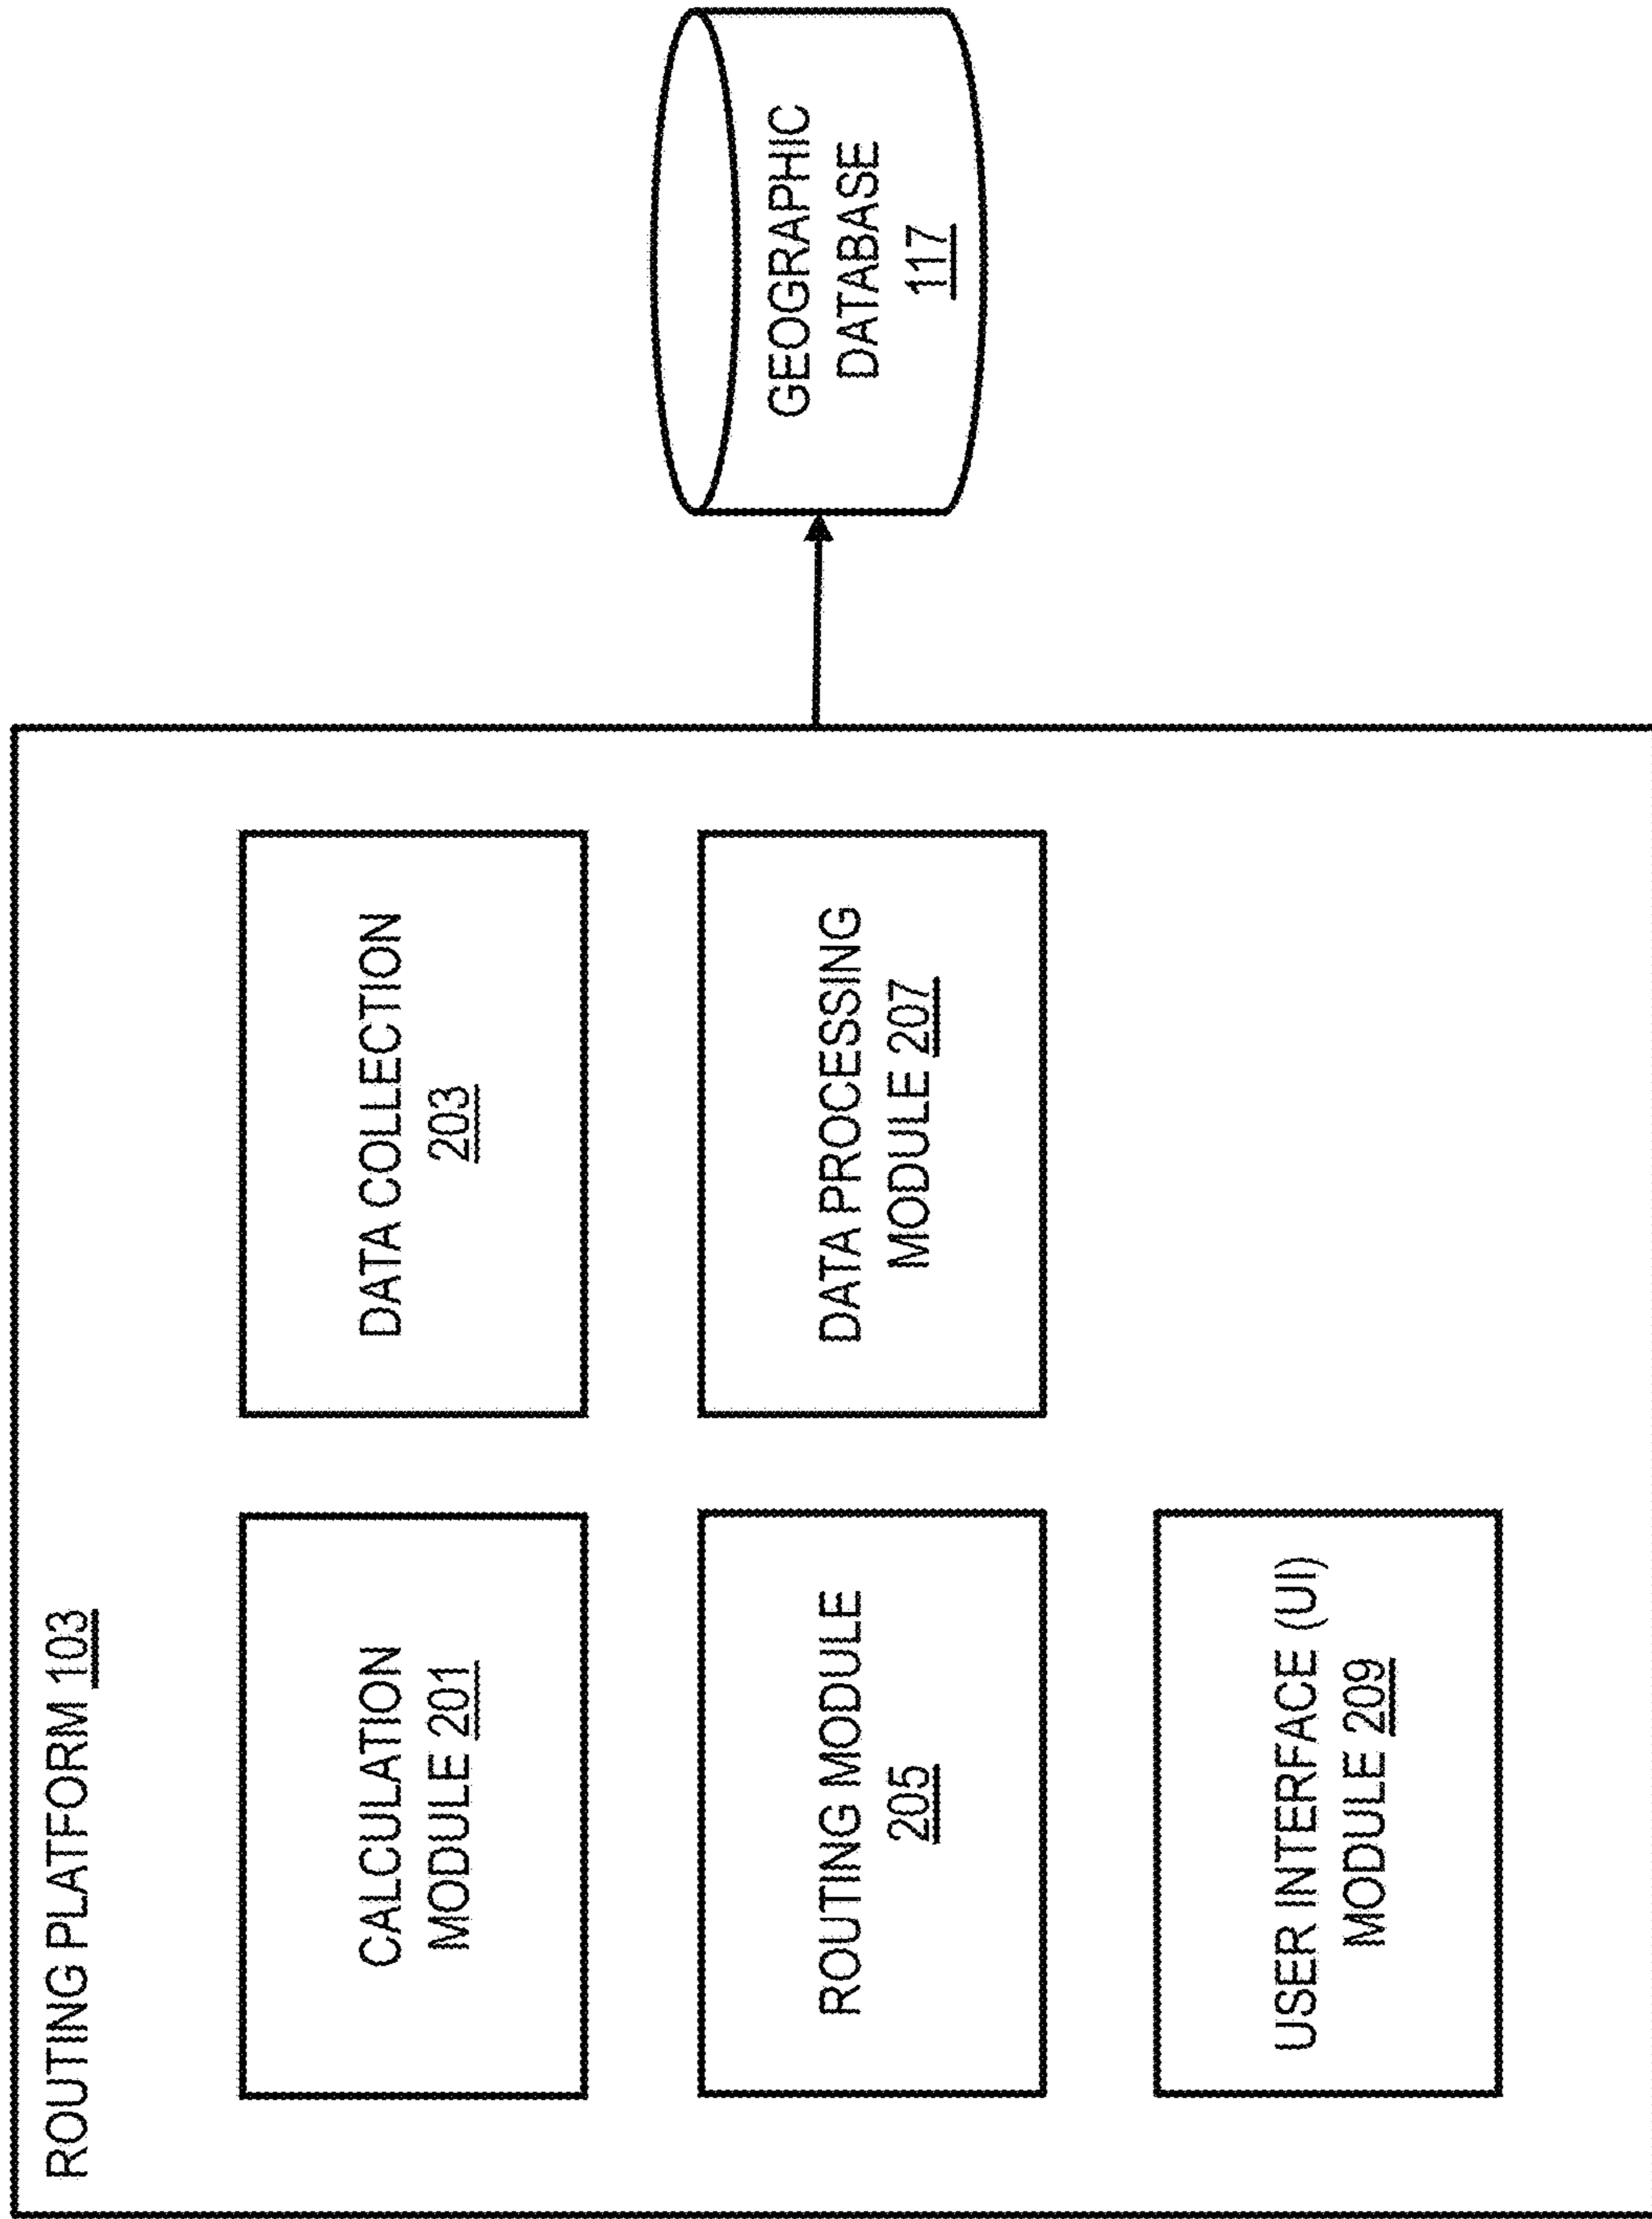 ROUTING PLATFORM 103
CALCULATION
MODULE 201
DATA COLLECTION
203
ROUTING MODULE
205
DATA PROCESSING
MODULE 207
USER INTERFACE (UI)
MODULE 209
GEOGRAPHIC
DATABASE
117